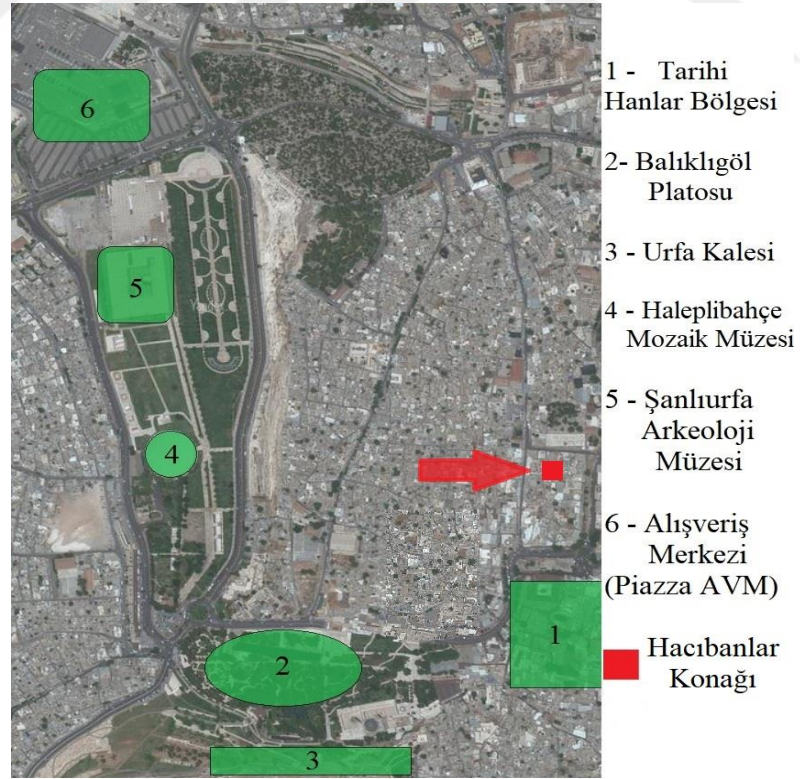 6
5
4
2
1
3
1 - Tarihi
Hanlar Bölgesi
2- Balıklıgöl
Platosu
3 - Urfa Kalesi
4 - Haleplibahçe
Mozaik Müzesi
5 - Şanlıurfa
Arkeoloji
Müzesi
6 - Alışveriş
Merkezi
(Piazza AVM)
Hacıbanlar
Konağı